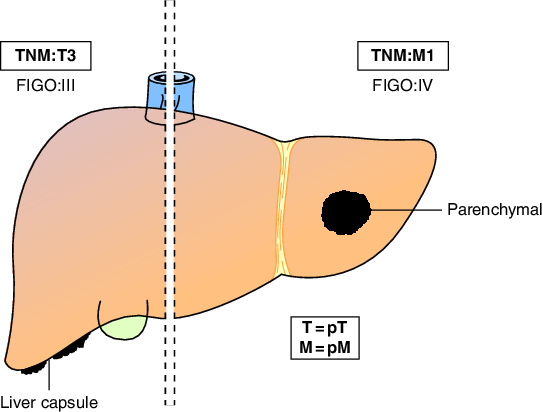 TNM:T3
FIGO:III
TNM:M1
FIGO:IV
Parenchymal
T=pT
M=pM
Liver capsule